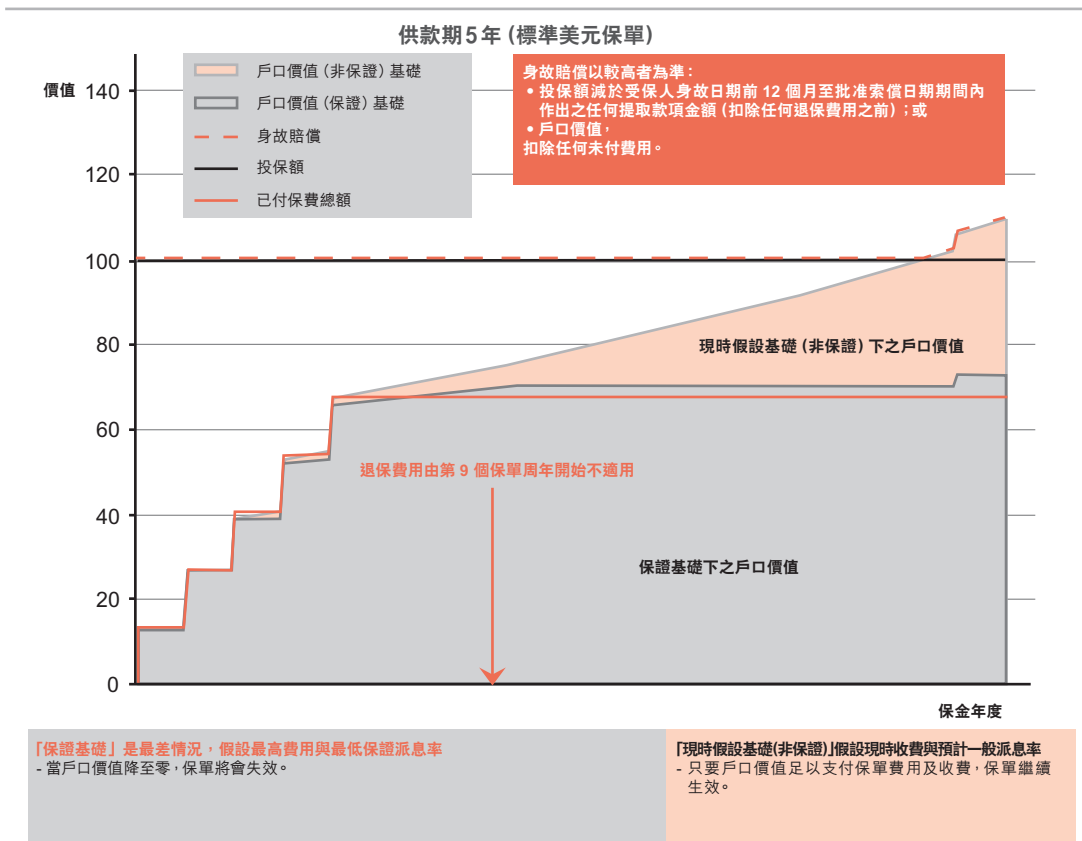 供款期5年 (標準美元保單)
價值
140
120
100
80
60
40
20
0
戶口價值 (非保證) 基礎
戶口價值 (保證) 基礎
身故賠償
投保額
已付保費總額
身故賠償以較高者為準：
• 投保額減於受保人身故日期前 12 個月至批准索償日期期間內
作出之任何提取款項金額 (扣除任何退保費用之前)；或
• 戶口價值，
扣除任何未付費用。
現時假設基礎 (非保證) 下之戶口價值
退保費用由第 9 個保單周年開始不適用
保證基礎下之戶口價值
保金年度
「保證基礎」是最差情況，假設最高費用與最低保證派息率
- 當戶口價值降至零，保單將會失效。
「現時假設基礎(非保證)」假設現時收費與預計一般派息率
- 只要戶口價值足以支付保單費用及收費，保單繼續
生效。